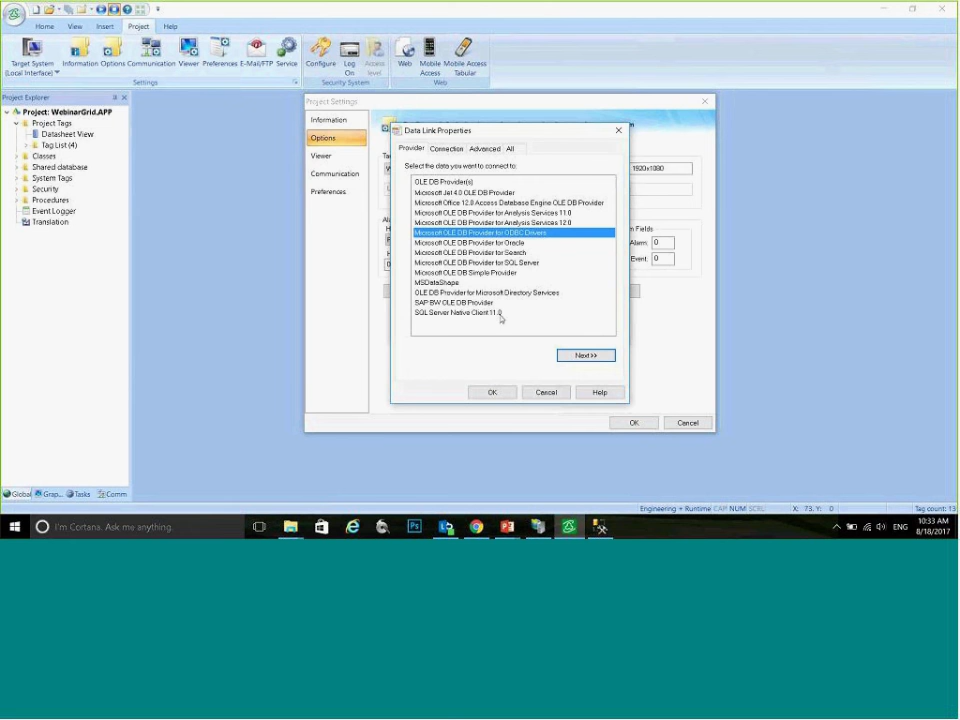 Home View Insert Project Help
Target System Information Options Communication Viewer Preferences E-Mail/FTP Service Configure Log Access Web Mobile Mobile Access
(Local Interface) On level Access Tabular
Settings Security System Web
Project Explorer
Project: WebinarGrid.APP
Project Tags
Datasheet View
Tag List (4)
Classes
Shared database
System Tags
Security
Procedures
Event Logger
Translation
Global Grap... Tasks Comm
Project Settings
Information
Options
Viewer
Communication
Preferences
1920x1080
n Fields
Alarm: 0
Event: 0
OK Cancel
Data Link Properties
Provider Connection Advanced All
Select the data you want to connect to:
OLE DB Provider(s)
Microsoft Jet 4.0 OLE DB Provider
Microsoft Office 12.0 Access Database Engine OLE DB Provider
Microsoft OLE DB Provider for Analysis Services 11.0
Microsoft OLE DB Provider for Analysis Services 12.0
Microsoft OLE DB Provider for ODBC Drivers
Microsoft OLE DB Provider for Oracle
Microsoft OLE DB Provider for Search
Microsoft OLE DB Provider for SQL Server
Microsoft OLE DB Simple Provider
MSDataShape
OLE DB Provider for Microsoft Directory Services
SAP BW OLE DB Provider
SQL Server Native Client 11.0
Next >>
OK Cancel Help
Engineering + Runtime CAP NUM SCRL X: 73, Y: 0 Tag count: 13
I'm Cortana. Ask me anything.
Ps
ENG
10:33 AM
8/18/2017